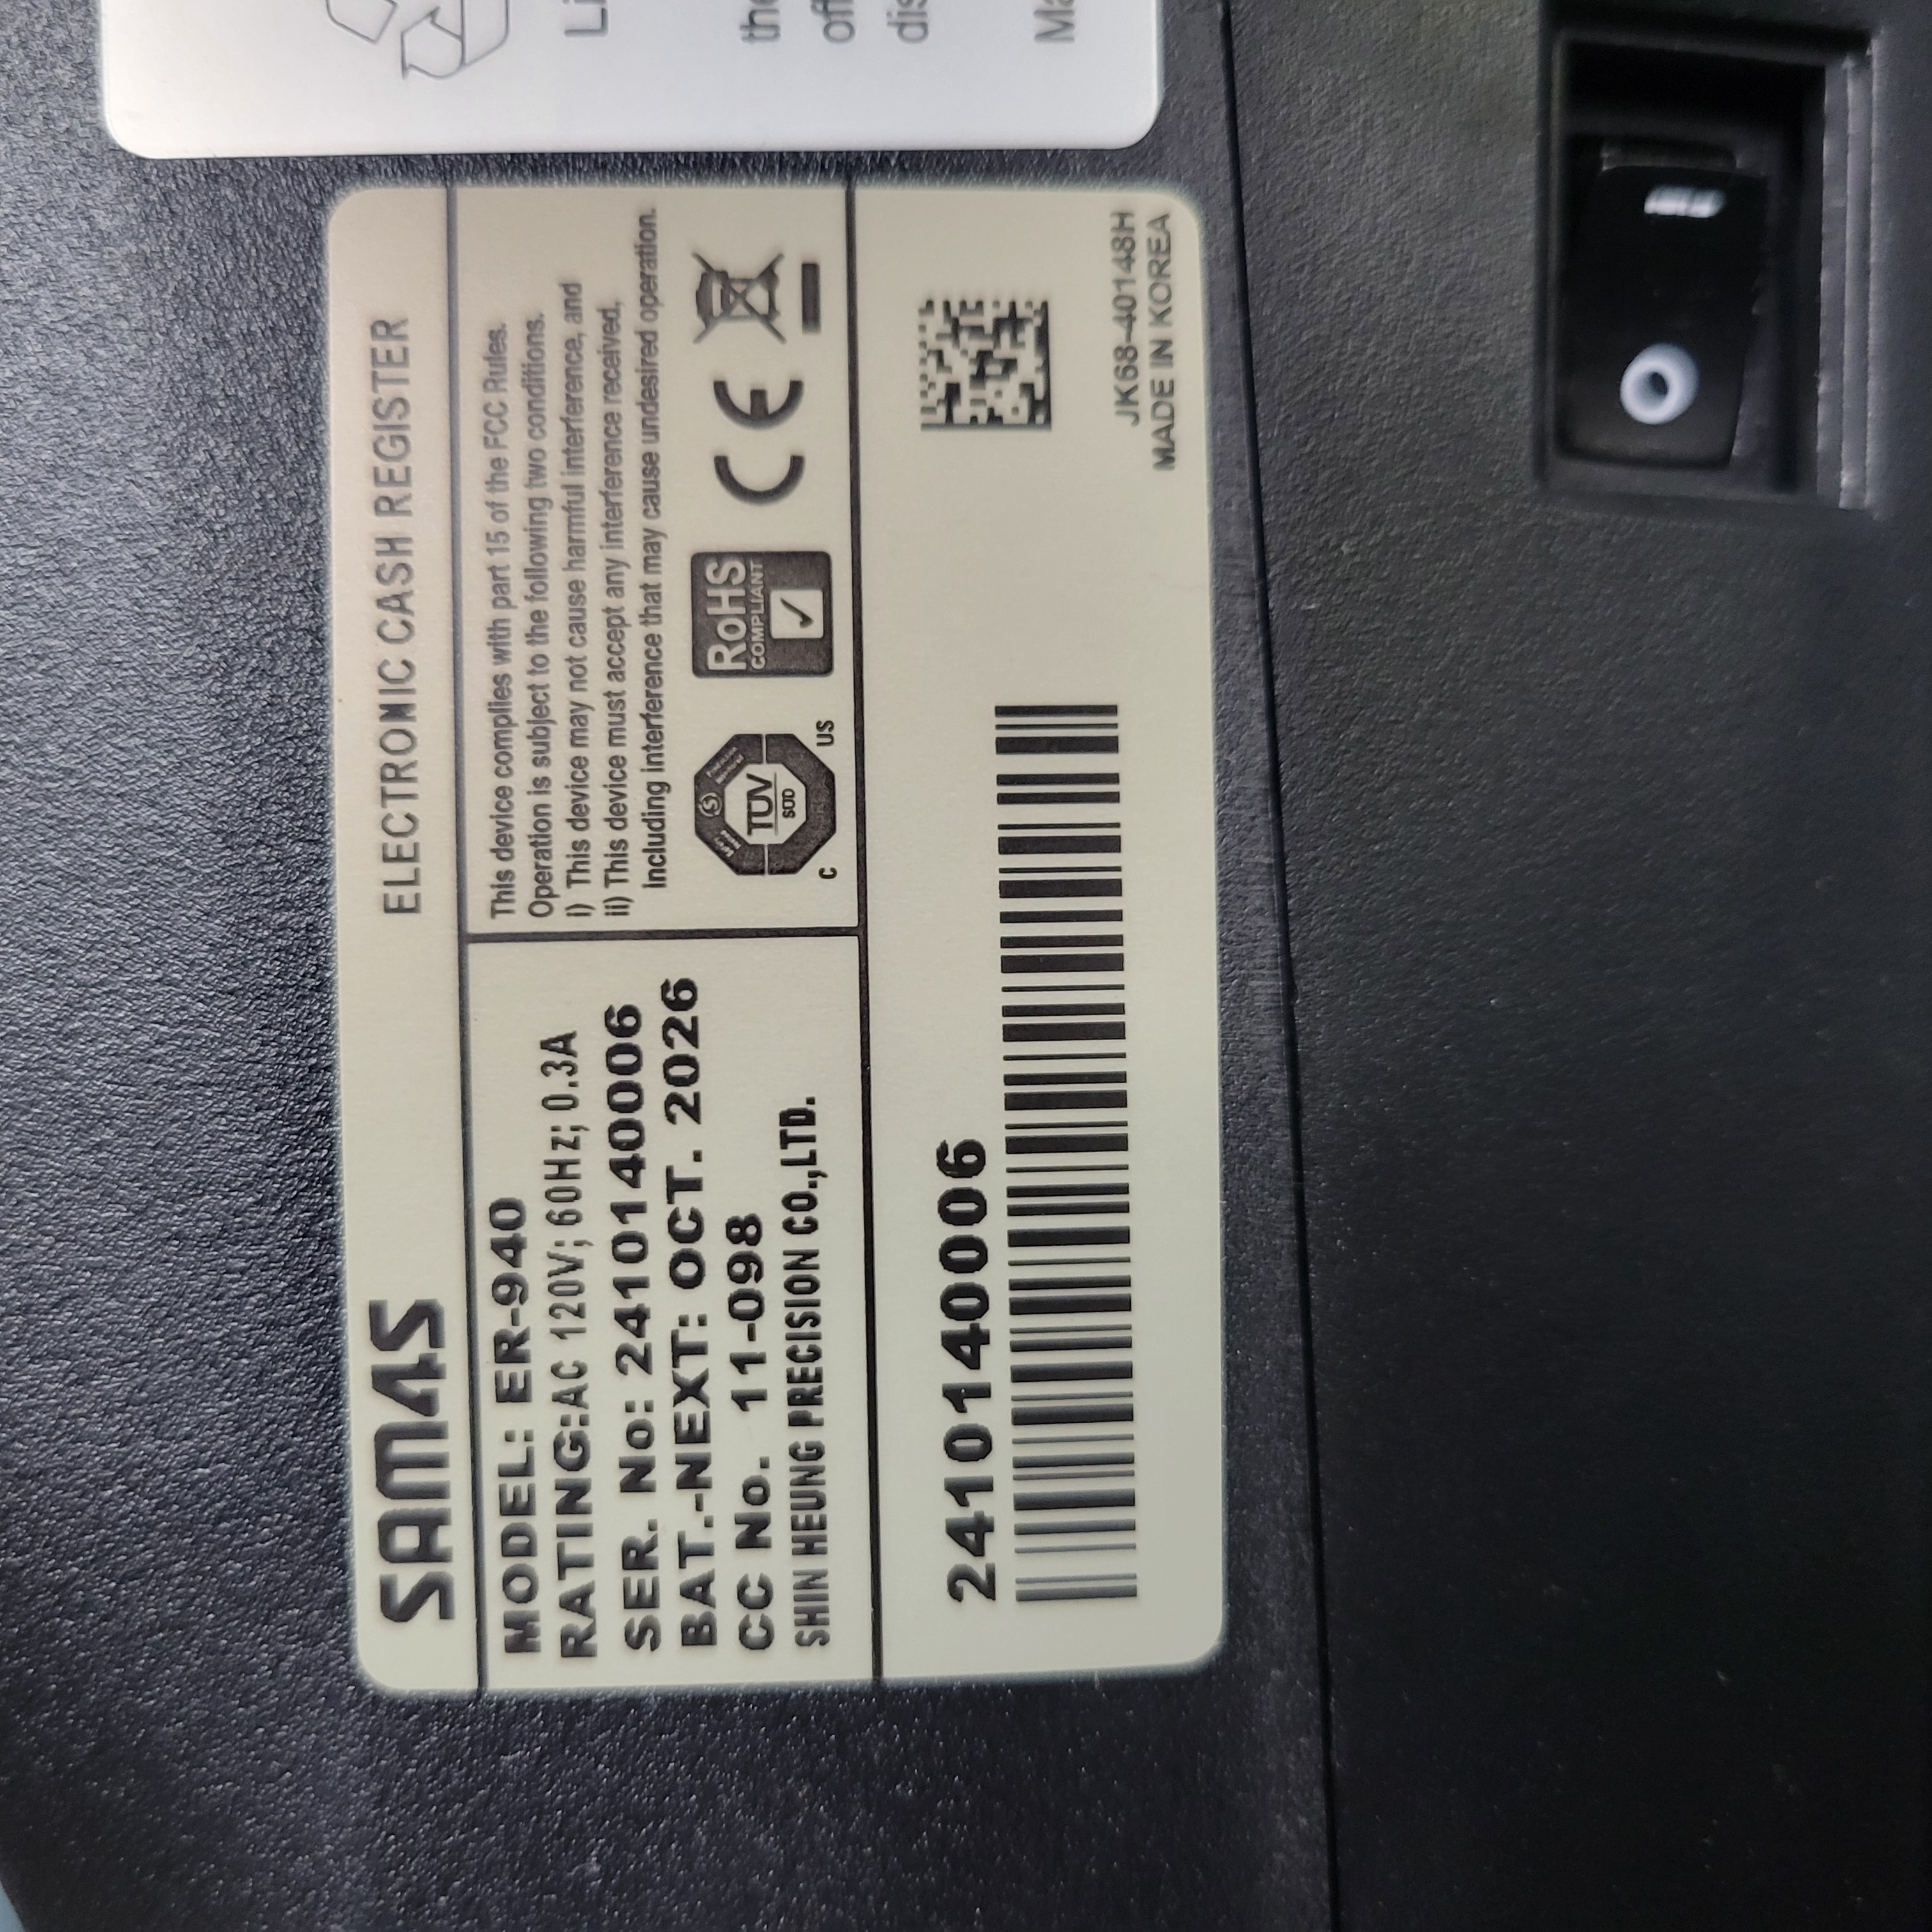 SAM4S
ELECTRONIC CASH REGISTER
MODEL: ER-940
RATING:AC 120V; 60Hz; 0.3A
SER. No: 2410140006
BAT.-NEXT: OCT. 2026
CC No. 11-098
SHIN HEUNG PRECISION CO.,LTD.
This device complies with part 15 of the FCC Rules.
Operation is subject to the following two conditions.
i) This device may not cause harmful interference, and
ii) This device must accept any interference received,
including interference that may cause undesired operation.
TÜV
SÜD
C US
RoHS
COMPLIANT
CE
2410140006
JK68-40148H
MADE IN KOREA